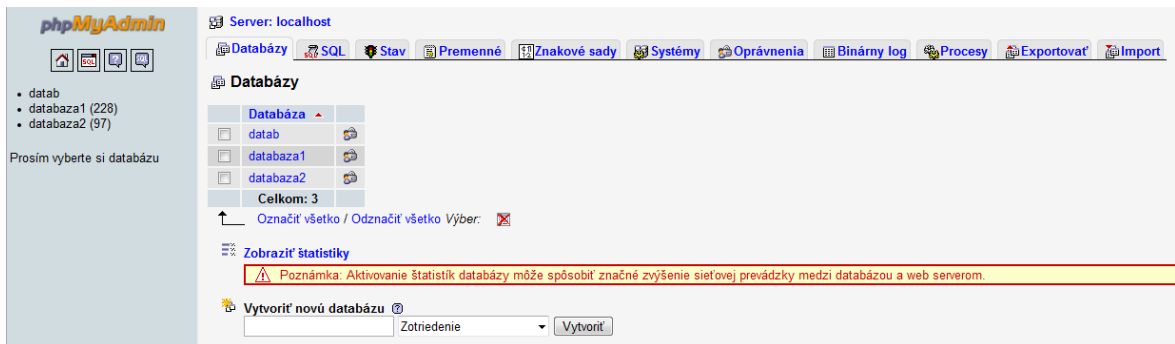 phpMyAdmin
SQL
datab
databaza1 (228)
databaza2 (97)
Prosím vyberte si databázu
Server: localhost
Databázy SQL Stav Premenné Znakové sady Systémy Oprávnenia Binárny log Procesy Exportovať Import
Databázy
Databáza
datab
databaza1
databaza2
Celkom: 3
Označiť všetko / Odznačiť všetko Výber:
Zobraziť štatistiky
Poznámka: Aktivovanie štatistík databázy môže spôsobiť značné zvýšenie sieťovej prevádzky medzi databázou a web serverom.
Vytvoriť novú databázu
Zotriedenie Vytvoriť